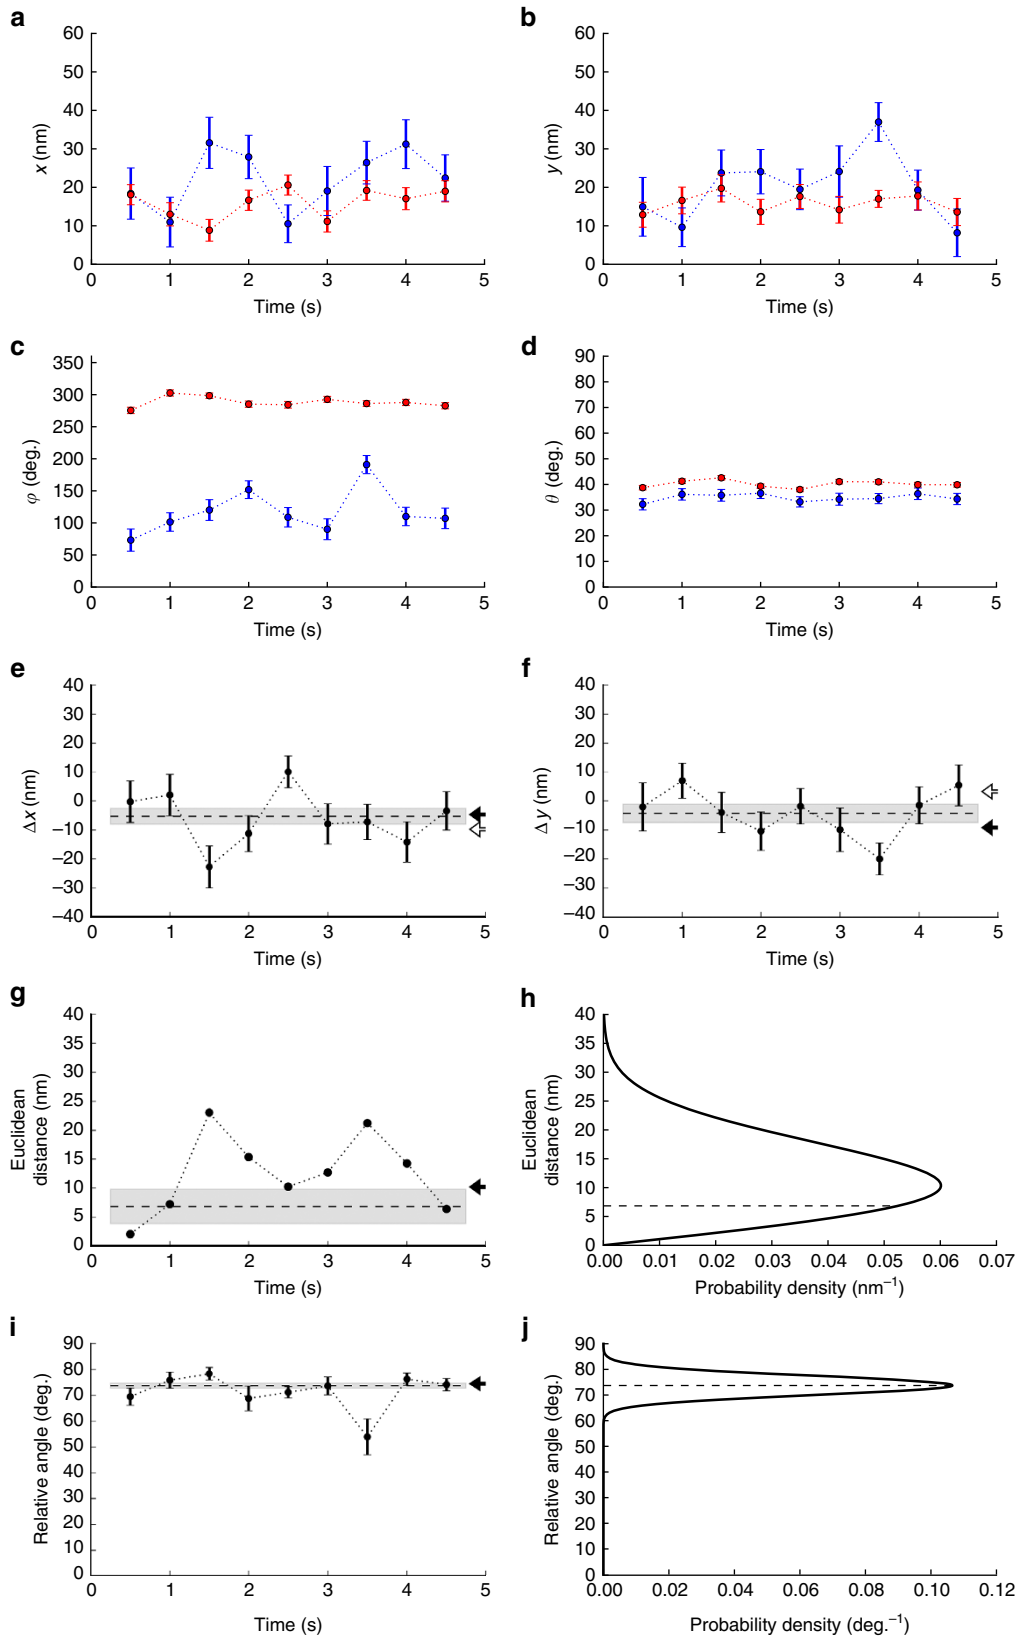 a
x (nm)
60
50
40
30
20
10
0
0 1 2 3 4 5
Time (s)
b
y (nm)
60
50
40
30
20
10
0
0 1 2 3 4 5
Time (s)
c
φ (deg.)
350
300
250
200
150
100
50
0
0 1 2 3 4 5
Time (s)
d
θ (deg.)
90
80
70
60
50
40
30
20
10
0
0 1 2 3 4 5
Time (s)
e
Δx (nm)
40
30
20
10
0
−10
−20
−30
−40
0 1 2 3 4 5
Time (s)
f
Δy (nm)
40
30
20
10
0
−10
−20
−30
−40
0 1 2 3 4 5
Time (s)
g
Euclidean
distance (nm)
40
35
30
25
20
15
10
5
0
0 1 2 3 4 5
Time (s)
h
Euclidean
distance (nm)
40
35
30
25
20
15
10
5
0
0.00 0.01 0.02 0.03 0.04 0.05 0.06 0.07
Probability density (nm⁻¹)
i
Relative angle (deg.)
90
80
70
60
50
40
30
20
10
0
0 1 2 3 4 5
Time (s)
j
Relative angle (deg.)
90
80
70
60
50
40
30
20
10
0
0.00 0.02 0.04 0.06 0.08 0.10 0.12
Probability density (deg.⁻¹)